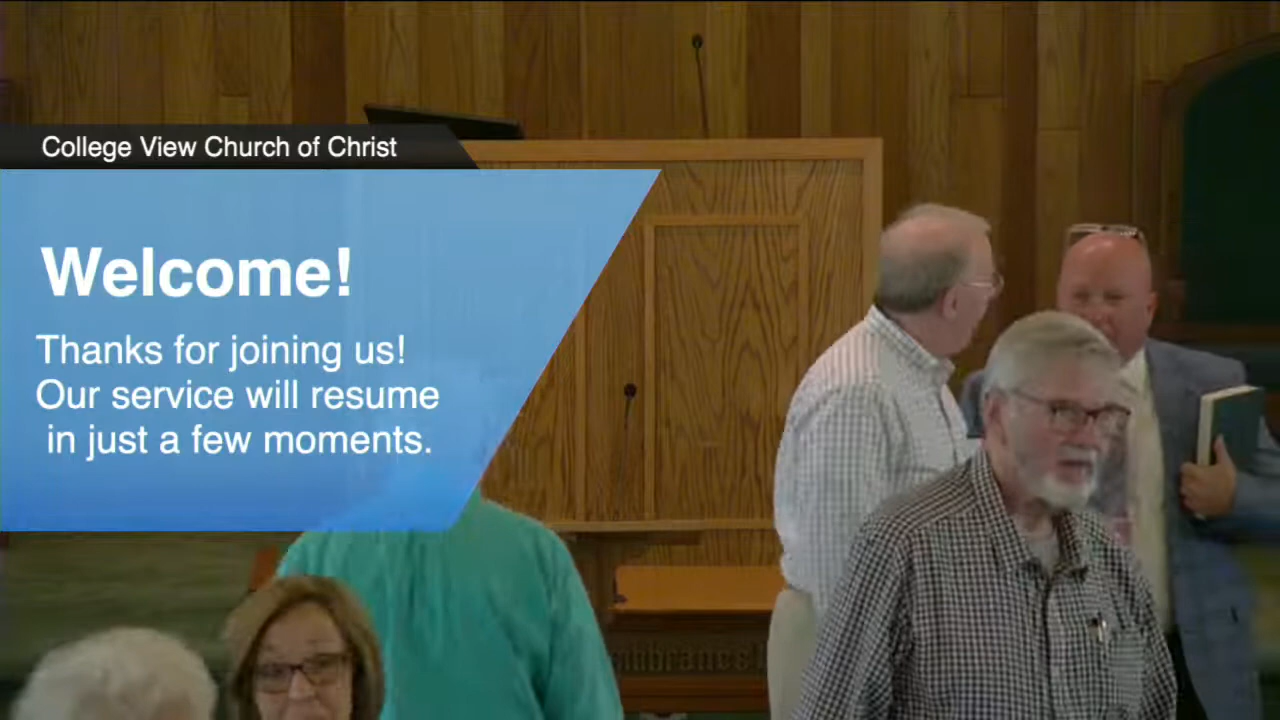 College View Church of Christ
Welcome!
Thanks for joining us!
Our service will resume
in just a few moments.